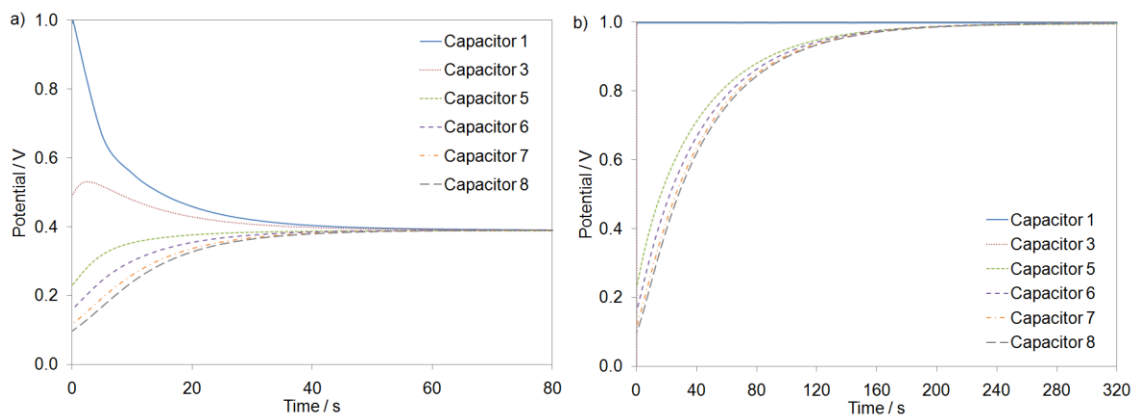 a)
1.0
0.8
0.6
0.4
0.2
0.0
Potential / V
Capacitor 1
Capacitor 3
Capacitor 5
Capacitor 6
Capacitor 7
Capacitor 8
0 20 40 60 80
Time / s
b)
1.0
0.8
0.6
0.4
0.2
0.0
Potential / V
Capacitor 1
Capacitor 3
Capacitor 5
Capacitor 6
Capacitor 7
Capacitor 8
0 40 80 120 160 200 240 280 320
Time / s